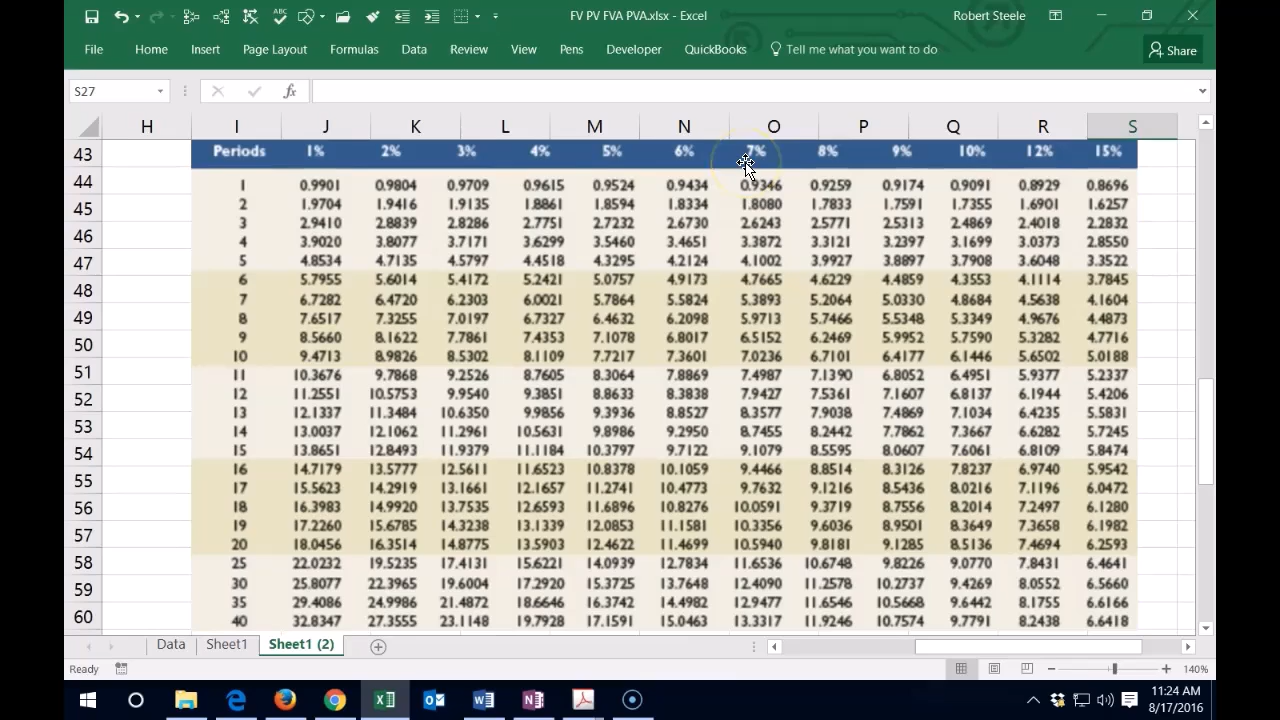 FV PV FVA PVA.xlsx - Excel
Robert Steele
File Home Insert Page Layout Formulas Data Review View Pens Developer QuickBooks Tell me what you want to do Share
S27 fx
H I J K L M N O P Q R S
43 Periods 1% 2% 3% 4% 5% 6% 7% 8% 9% 10% 12% 15%
44 1 0.9901 0.9804 0.9709 0.9615 0.9524 0.9434 0.9346 0.9259 0.9174 0.9091 0.8929 0.8696
45 2 1.9704 1.9416 1.9135 1.8861 1.8594 1.8334 1.8080 1.7833 1.7591 1.7355 1.6901 1.6257
3 2.9410 2.8839 2.8286 2.7751 2.7232 2.6730 2.6243 2.5771 2.5313 2.4869 2.4018 2.2832
46 4 3.9020 3.8077 3.7171 3.6299 3.5460 3.4651 3.3872 3.3121 3.2397 3.1699 3.0373 2.8550
47 5 4.8534 4.7135 4.5797 4.4518 4.3295 4.2124 4.1002 3.9927 3.8897 3.7908 3.6048 3.3522
48 6 5.7955 5.6014 5.4172 5.2421 5.0757 4.9173 4.7665 4.6229 4.4859 4.3553 4.1114 3.7845
7 6.7282 6.4720 6.2303 6.0021 5.7864 5.5824 5.3893 5.2064 5.0330 4.8684 4.5638 4.1604
49 8 7.6517 7.3255 7.0197 6.7327 6.4632 6.2098 5.9713 5.7466 5.5348 5.3349 4.9676 4.4873
50 9 8.5660 8.1622 7.7861 7.4353 7.1078 6.8017 6.5152 6.2469 5.9952 5.7590 5.3282 4.7716
10 9.4713 8.9826 8.5302 8.1109 7.7217 7.3601 7.0236 6.7101 6.4177 6.1446 5.6502 5.0188
51 11 10.3676 9.7868 9.2526 8.7605 8.3064 7.8869 7.4987 7.1390 6.8052 6.4951 5.9377 5.2337
52 12 11.2551 10.5753 9.9540 9.3851 8.8633 8.3838 7.9427 7.5361 7.1607 6.8137 6.1944 5.4206
13 12.1337 11.3484 10.6350 9.9856 9.3936 8.8527 8.3577 7.9038 7.4869 7.1034 6.4235 5.5831
53 14 13.0037 12.1062 11.2961 10.5631 9.8986 9.2950 8.7455 8.2442 7.7862 7.3667 6.6282 5.7245
54 15 13.8651 12.8493 11.9379 11.1184 10.3797 9.7122 9.1079 8.5595 8.0607 7.6061 6.8109 5.8474
55 16 14.7179 13.5777 12.5611 11.6523 10.8378 10.1059 9.4466 8.8514 8.3126 7.8237 6.9740 5.9542
17 15.5623 14.2919 13.1661 12.1657 11.2741 10.4773 9.7632 9.1216 8.5436 8.0216 7.1196 6.0472
56 18 16.3983 14.9920 13.7535 12.6593 11.6896 10.8276 10.0591 9.3719 8.7556 8.2014 7.2497 6.1280
57 19 17.2260 15.6785 14.3238 13.1339 12.0853 11.1581 10.3356 9.6036 8.9501 8.3649 7.3658 6.1982
20 18.0456 16.3514 14.8775 13.5903 12.4622 11.4699 10.5940 9.8181 9.1285 8.5136 7.4694 6.2593
58 25 22.0232 19.5235 17.4131 15.6221 14.0939 12.7834 11.6536 10.6748 9.8226 9.0770 7.8431 6.4641
59 30 25.8077 22.3965 19.6004 17.2920 15.3725 13.7648 12.4090 11.2578 10.2737 9.4269 8.0552 6.5660
35 29.4086 24.9986 21.4872 18.6646 16.3742 14.4982 12.9477 11.6546 10.5668 9.6442 8.1755 6.6166
60 40 32.8347 27.3555 23.1148 19.7928 17.1591 15.0463 13.3317 11.9246 10.7574 9.7791 8.2438 6.6418
Data Sheet1 Sheet1 (2)
Ready 140%
11:24 AM
8/17/2016